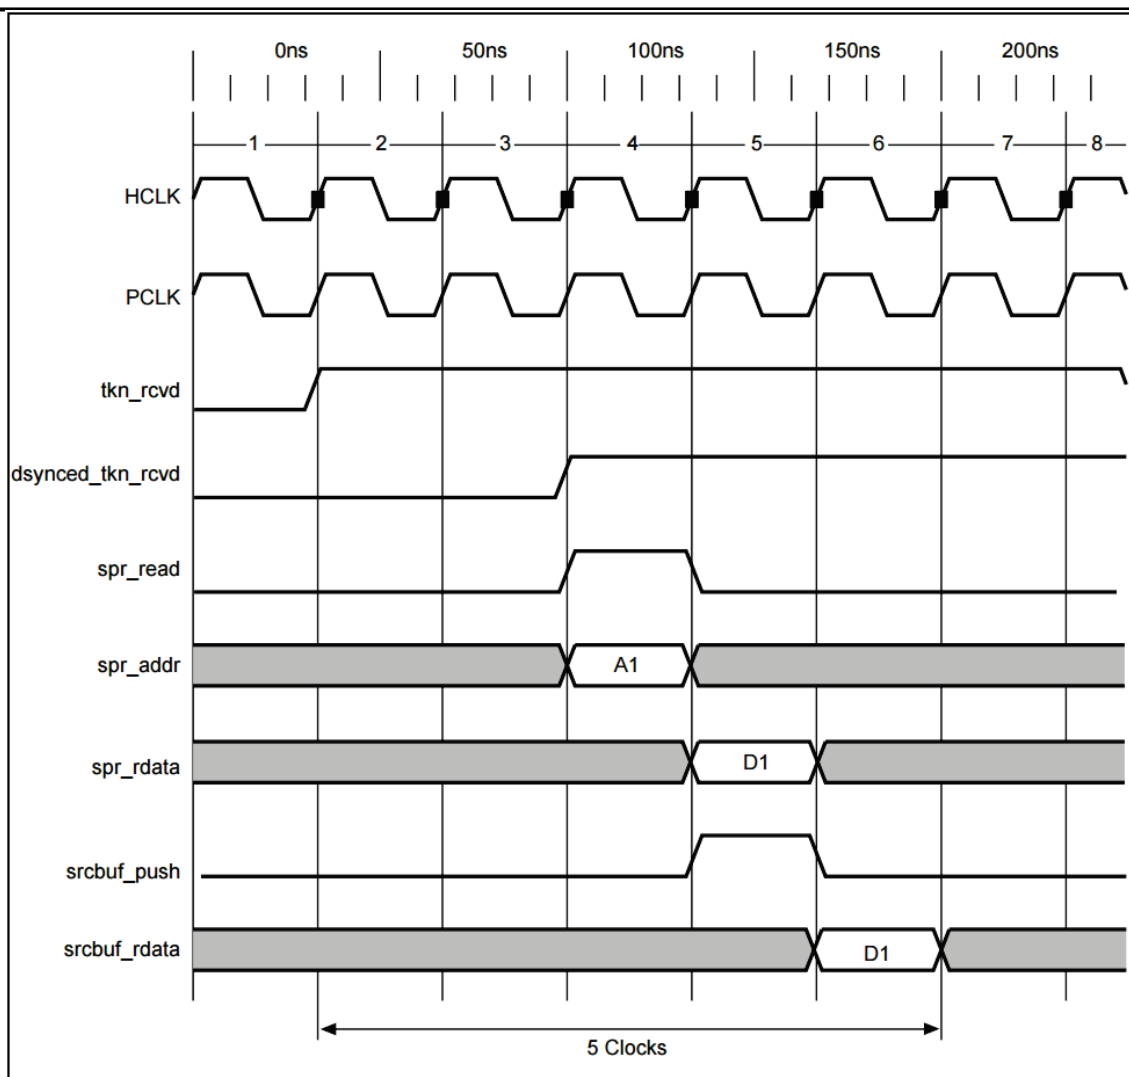 0ns 50ns 100ns 150ns 200ns
1 2 3 4 5 6 7 8
HCLK
PCLK
tkn_rcvd
dsynced_tkn_rcvd
spr_read
spr_addr A1
spr_rdata D1
srcbuf_push
srcbuf_rdata D1
5 Clocks